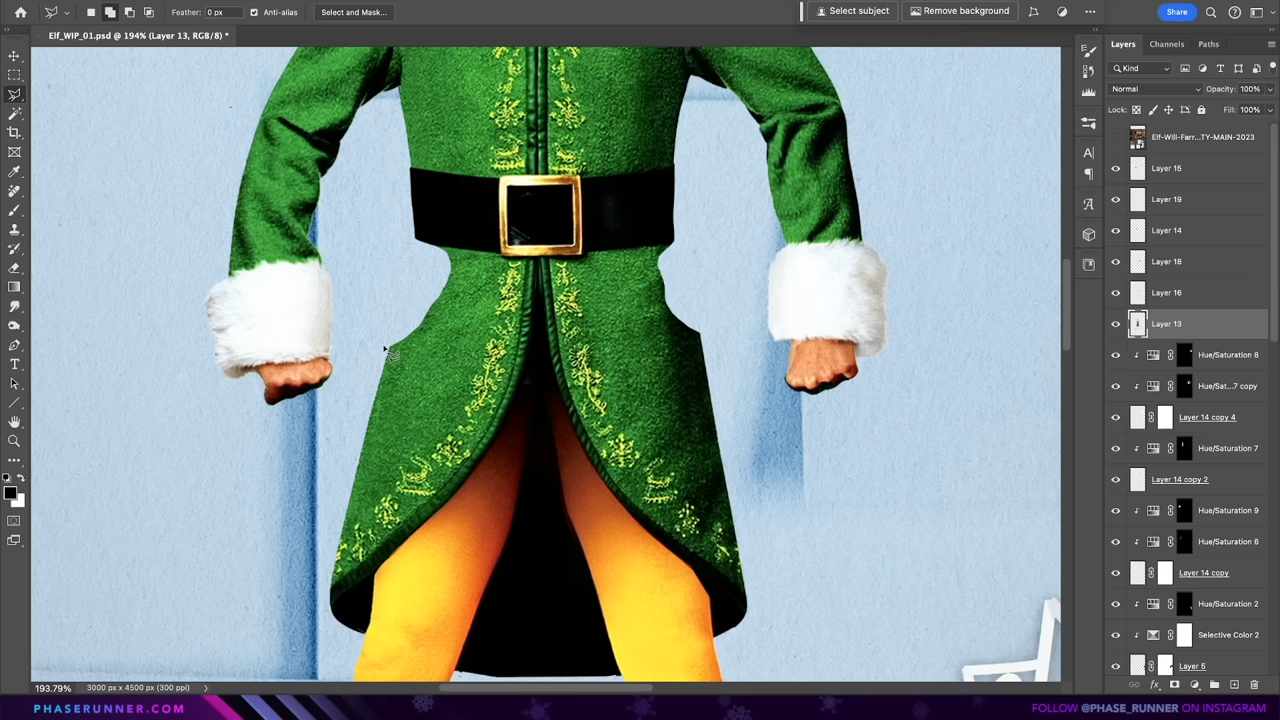 Feather: 0 px
Anti-alias
Select and Mask...
Select subject
Remove background
Share
Elf_WIP_01.psd @ 194% (Layer 13, RGB/8) *
Layers
Channels
Paths
Kind
Normal
Opacity: 100%
Lock:
Fill: 100%
Elf-Will-Farr...TY-MAIN-2023
Layer 15
Layer 19
Layer 14
Layer 18
Layer 16
Layer 13
Hue/Saturation 8
Hue/Sat...7 copy
Layer 14 copy 4
Hue/Saturation 7
Layer 14 copy 2
Hue/Saturation 9
Hue/Saturation 6
Layer 14 copy
Hue/Saturation 2
Selective Color 2
Layer 5
193.79%
3000 px x 4500 px (300 ppi)
PHASERUNNER.COM
FOLLOW @PHASE_RUNNER ON INSTAGRAM